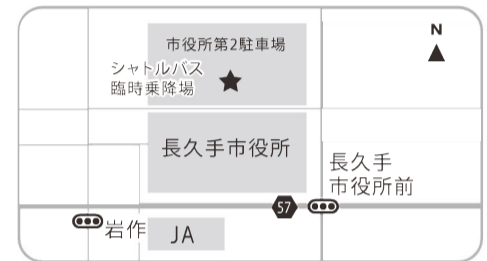 N
市役所第2駐車場
シャトルバス
臨時乗降場
長久手市役所
長久手
市役所前
57
岩作
JA